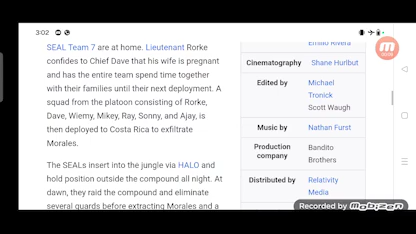 3:02
SEAL Team 7 are at home. Lieutenant Rorke
confides to Chief Dave that his wife is pregnant
and has the entire team spend time together
with their families until their next deployment. A
squad from the platoon consisting of Rorke,
Dave, Wiemy, Mikey, Ray, Sonny, and Ajay, is
then deployed to Costa Rica to exfiltrate
Morales.
The SEALs insert into the jungle via HALO and
hold position outside the compound all night. At
dawn, they raid the compound and eliminate
several guards before extracting Morales and a
Emilio Rivera
Cinematography Shane Hurlbut
Edited by Michael
Tronick
Scott Waugh
Music by Nathan Furst
Production
company
Bandito
Brothers
Distributed by Relativity
Media
Recorded by Mobizen